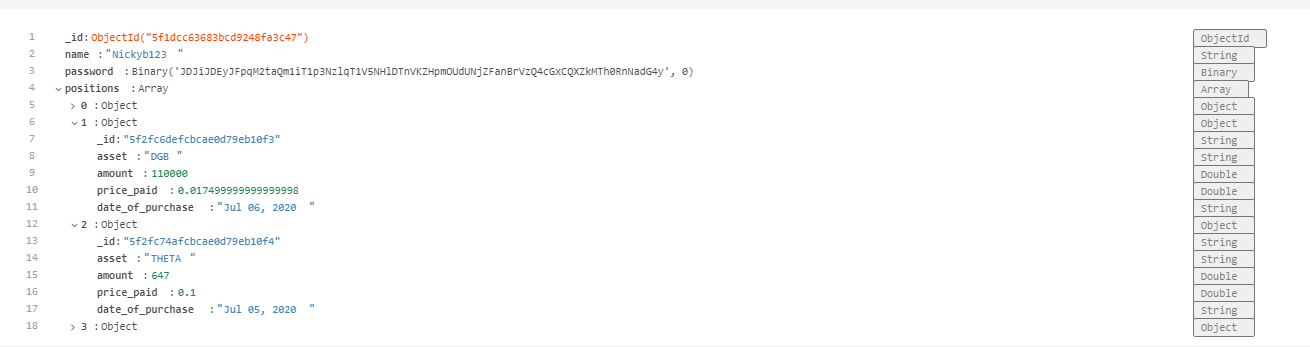 1 _id:ObjectId("5f1dcc63683bcd9248fa3c47") ObjectId
2 name :"Nickyb123 " String
3 password :Binary('JDJiJDEyJFpqM2taQm1iT1p3NzlqT1V5NHlDTnVKZHpmOUdUNjZFanBrVzQ4cGxCQXZkMTh0RnNadG4y', 0) Binary
4 positions :Array Array
5 0 :Object Object
6 1 :Object Object
7 _id:"5f2fc6defcbcae0d79eb10f3" String
8 asset :"DGB " String
9 amount :110000 Double
10 price_paid :0.017499999999999998 Double
11 date_of_purchase :"Jul 06, 2020 " String
12 2 :Object Object
13 _id:"5f2fc74afcbcae0d79eb10f4" String
14 asset :"THETA " String
15 amount :647 Double
16 price_paid :0.1 Double
17 date_of_purchase :"Jul 05, 2020 " String
18 3 :Object Object